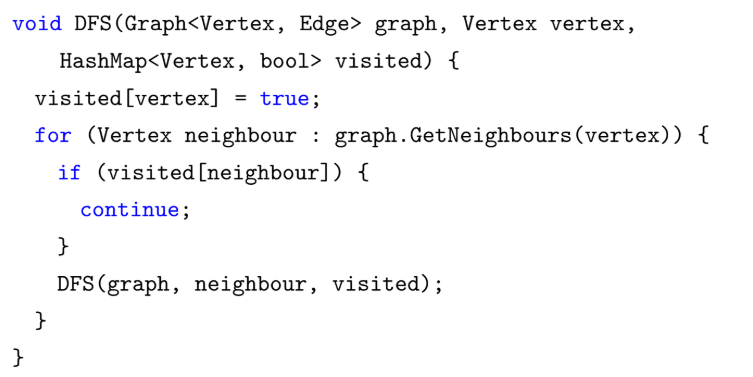 void DFS(Graph<Vertex, Edge> graph, Vertex vertex,
    HashMap<Vertex, bool> visited) {
  visited[vertex] = true;
  for (Vertex neighbour : graph.GetNeighbours(vertex)) {
    if (visited[neighbour]) {
      continue;
    }
    DFS(graph, neighbour, visited);
  }
}